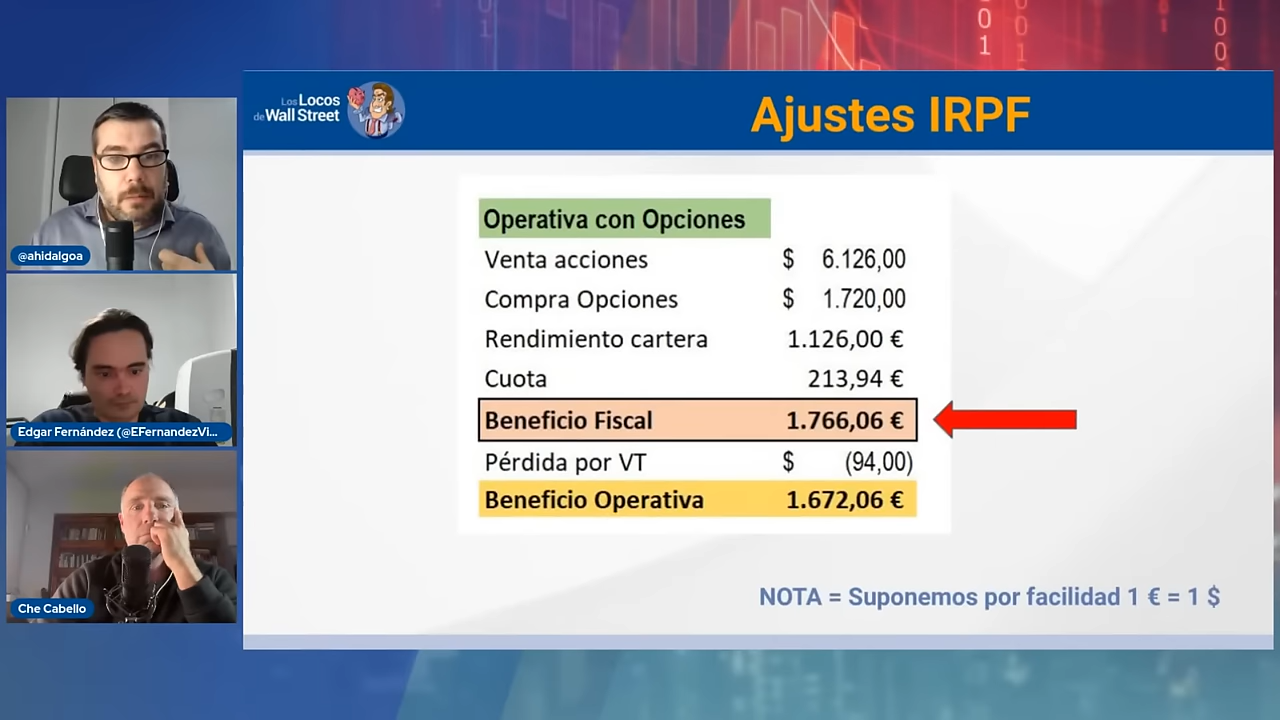 Los Locos
de Wall Street
Ajustes IRPF
Operativa con Opciones
Venta acciones $ 6.126,00
Compra Opciones $ 1.720,00
Rendimiento cartera 1.126,00 €
Cuota 213,94 €
Beneficio Fiscal 1.766,06 €
Pérdida por VT $ (94,00)
Beneficio Operativa 1.672,06 €
NOTA = Suponemos por facilidad 1 € = 1 $
@ahidalgoa
Edgar Fernández (@EFernandezVi...
Che Cabello